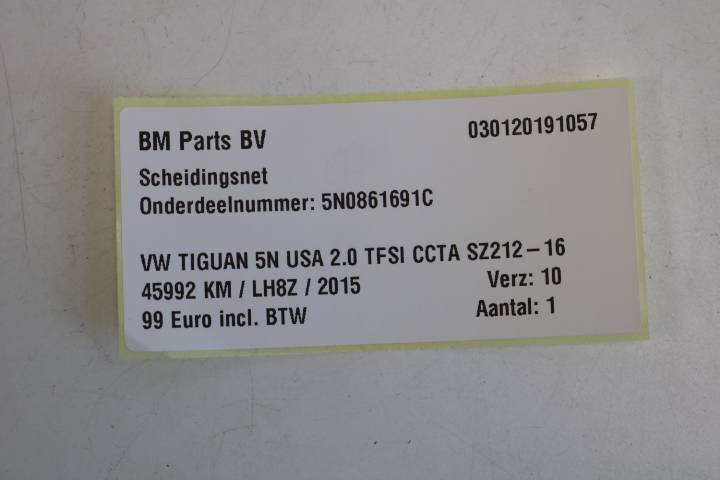 BM Parts BV 030120191057
Scheidingsnet
Onderdeelnummer: 5N0861691C
VW TIGUAN 5N USA 2.0 TFSI CCTA SZ212-16
45992 KM / LH8Z / 2015 Verz: 10
99 Euro incl. BTW Aantal: 1